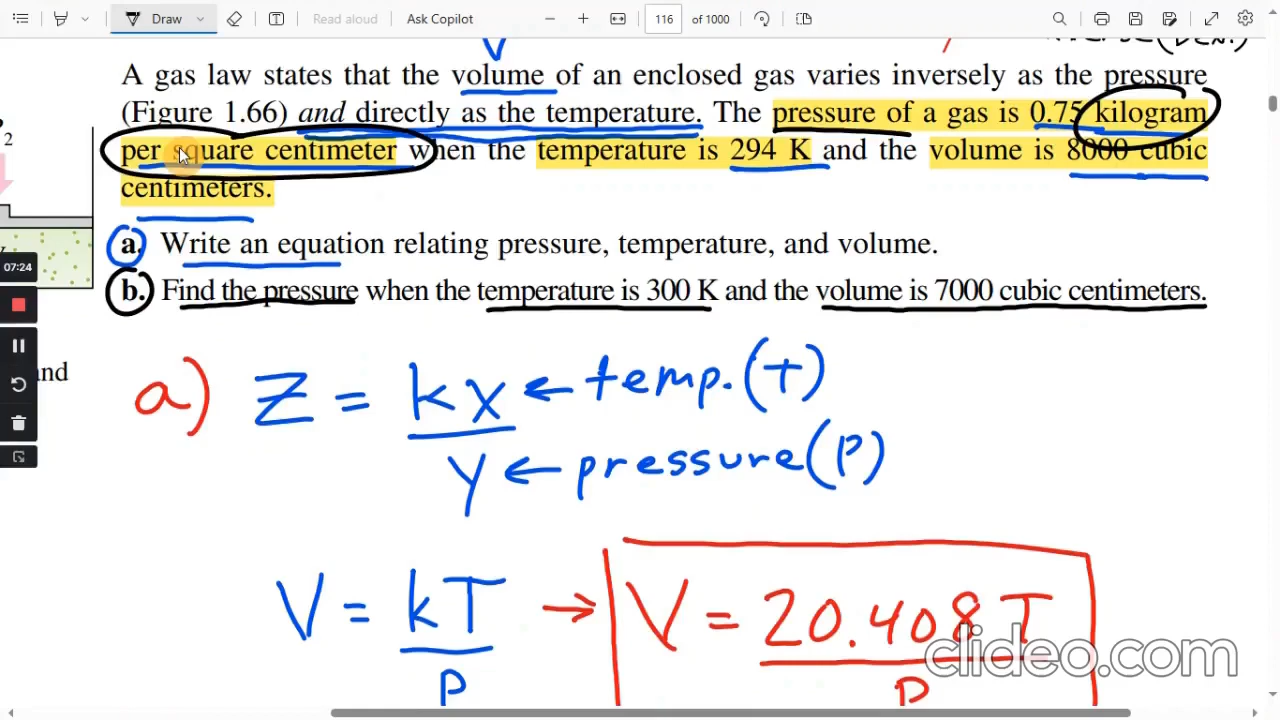 Draw
Read aloud
Ask Copilot
116 of 1000
V
A gas law states that the volume of an enclosed gas varies inversely as the pressure
(Figure 1.66) and directly as the temperature. The pressure of a gas is 0.75 kilogram
per square centimeter when the temperature is 294 K and the volume is 8000 cubic
centimeters.
2
a. Write an equation relating pressure, temperature, and volume.
07:24
b. Find the pressure when the temperature is 300 K and the volume is 7000 cubic centimeters.
and
a) Z = kx ← temp. (T)
y ← pressure (P)
V = kT → V = 20.408 T
P P
clideo.com